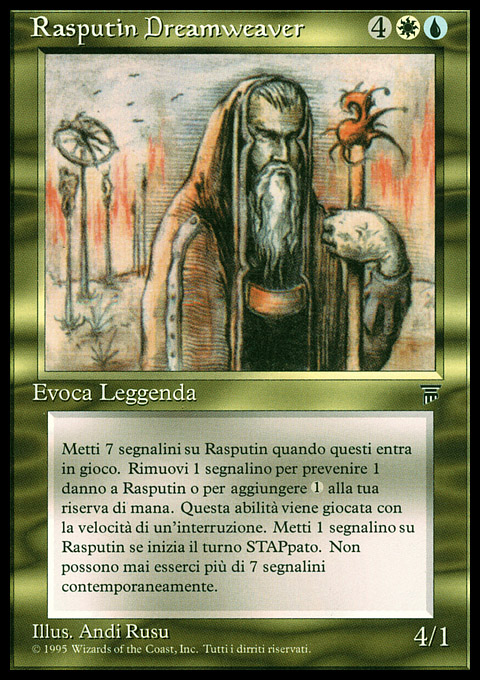 Rasputin Dreamweaver 4
Evoca Leggenda
Metti 7 segnalini su Rasputin quando questi entra
in gioco. Rimuovi 1 segnalino per prevenire 1
danno a Rasputin o per aggiungere 1 alla tua
riserva di mana. Questa abilità viene giocata con
la velocità di un'interruzione. Metti 1 segnalino su
Rasputin se inizia il turno STAPpato. Non
possono mai esserci più di 7 segnalini
contemporaneamente.
Illus. Andi Rusu
4/1
© 1995 Wizards of the Coast, Inc. Tutti i dirriti riservati.